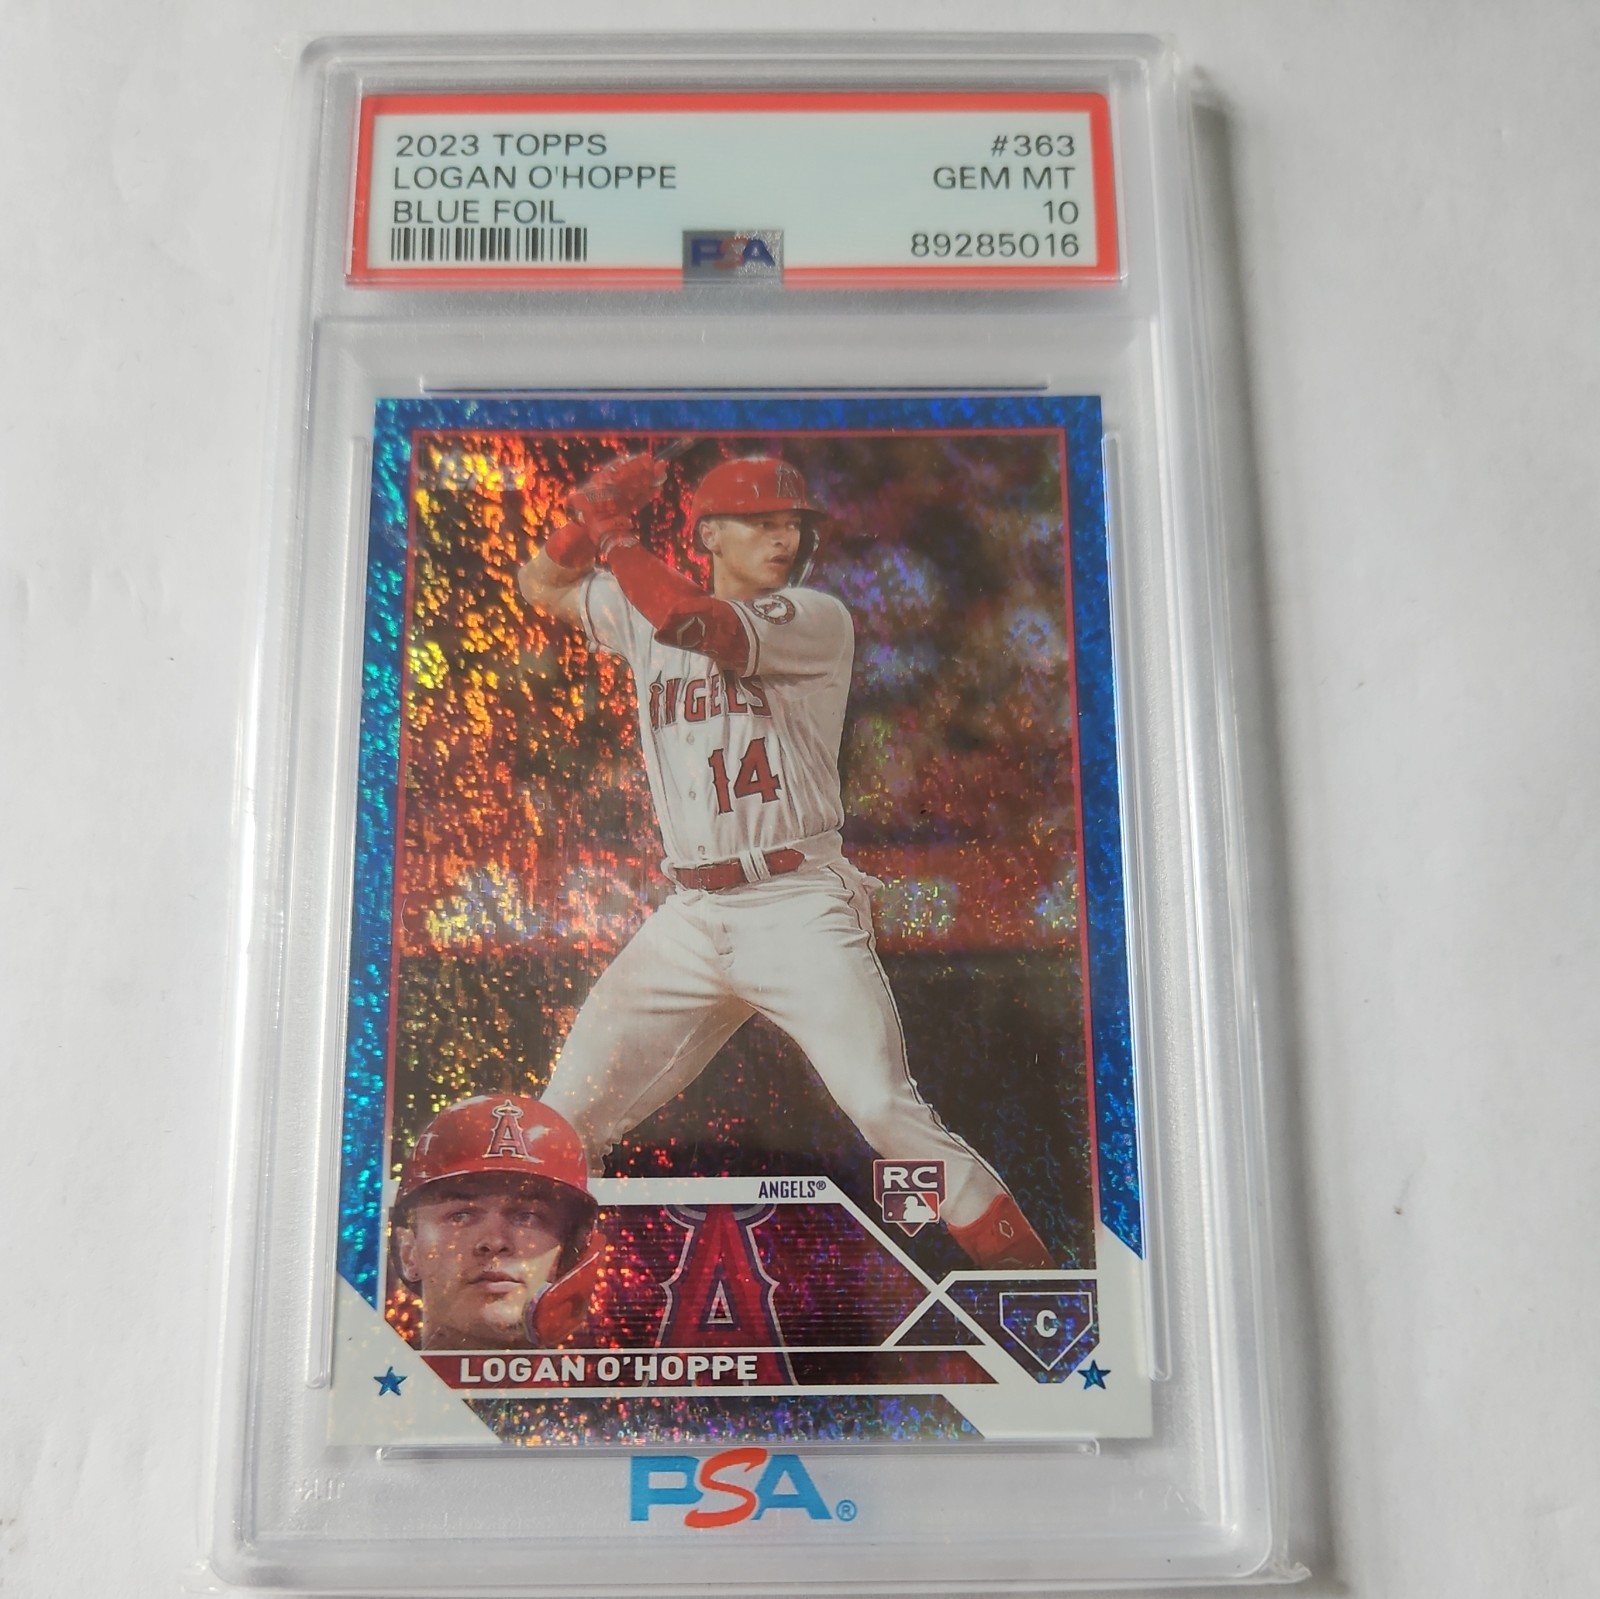 2023 TOPPS #363
LOGAN O'HOPPE GEM MT
BLUE FOIL 10
PSA 89285016
A
A
ANGELS
14
A
ANGELS®
RC
A
C
LOGAN O'HOPPE
PSA®